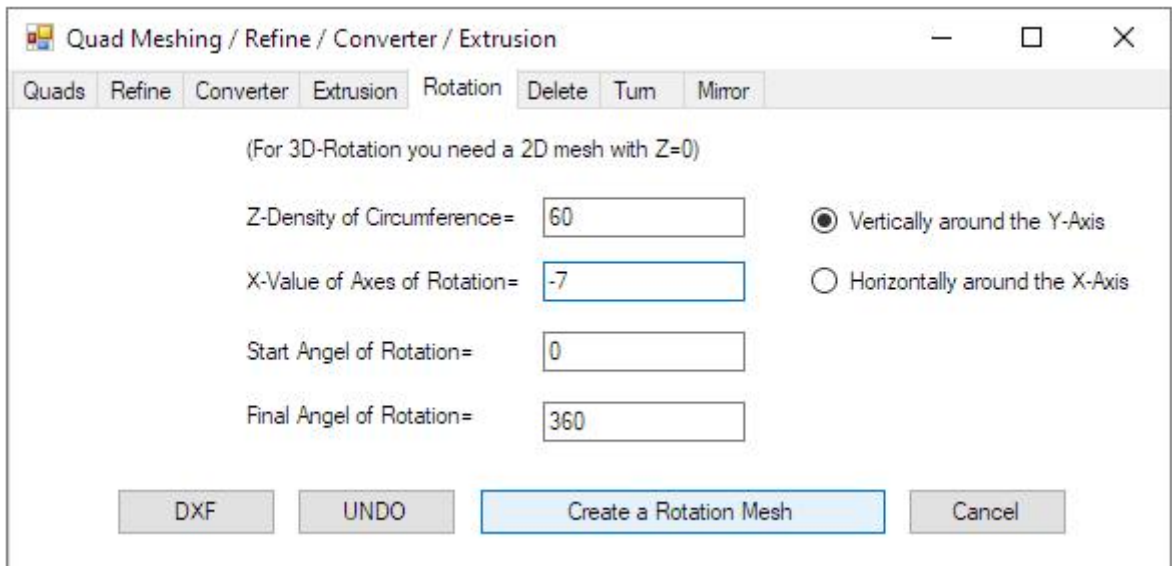 Quad Meshing / Refine / Converter / Extrusion
Quads Refine Converter Extrusion Rotation Delete Turn Mirror
(For 3D-Rotation you need a 2D mesh with Z=0)
Z-Density of Circumference= 60 Vertically around the Y-Axis
X-Value of Axes of Rotation= -7 Horizontally around the X-Axis
Start Angel of Rotation= 0
Final Angel of Rotation= 360
DXF UNDO Create a Rotation Mesh Cancel